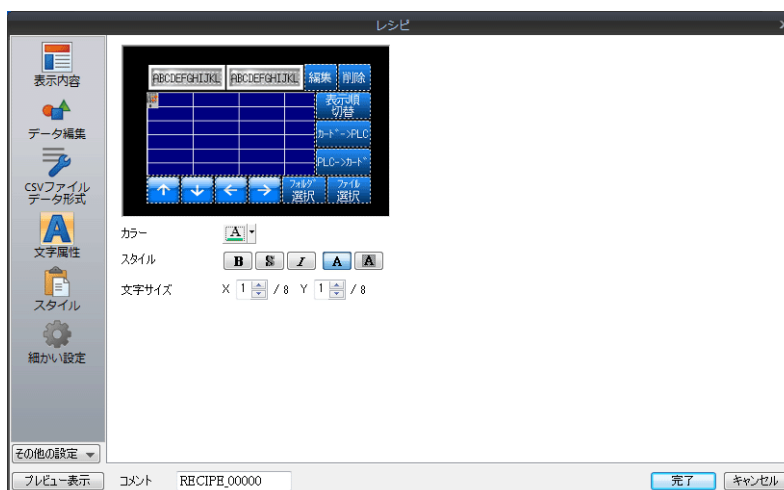 レシピ
表示内容
データ編集
CSVファイル
データ形式
文字属性
スタイル
細かい設定
その他の設定
プレビュー表示
ABCDEFGHIJKL ABCDEFGHIJKL 編集 削除
表示順
切替
カード->PLC
PLC->カード
↑ ↓ ← → フォルダ ファイル
選択 選択
カラー A
スタイル B S I A A
文字サイズ X 1 / 8 Y 1 / 8
コメント RECIPE_00000
完了 キャンセル